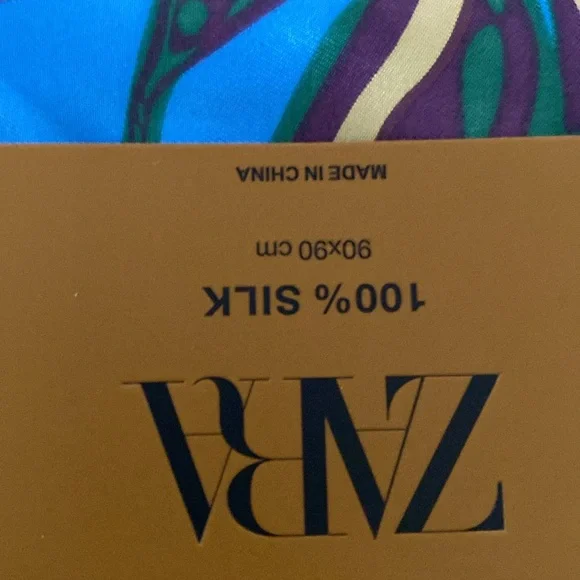 ZARA
100% SILK
90x90 cm
MADE IN CHINA